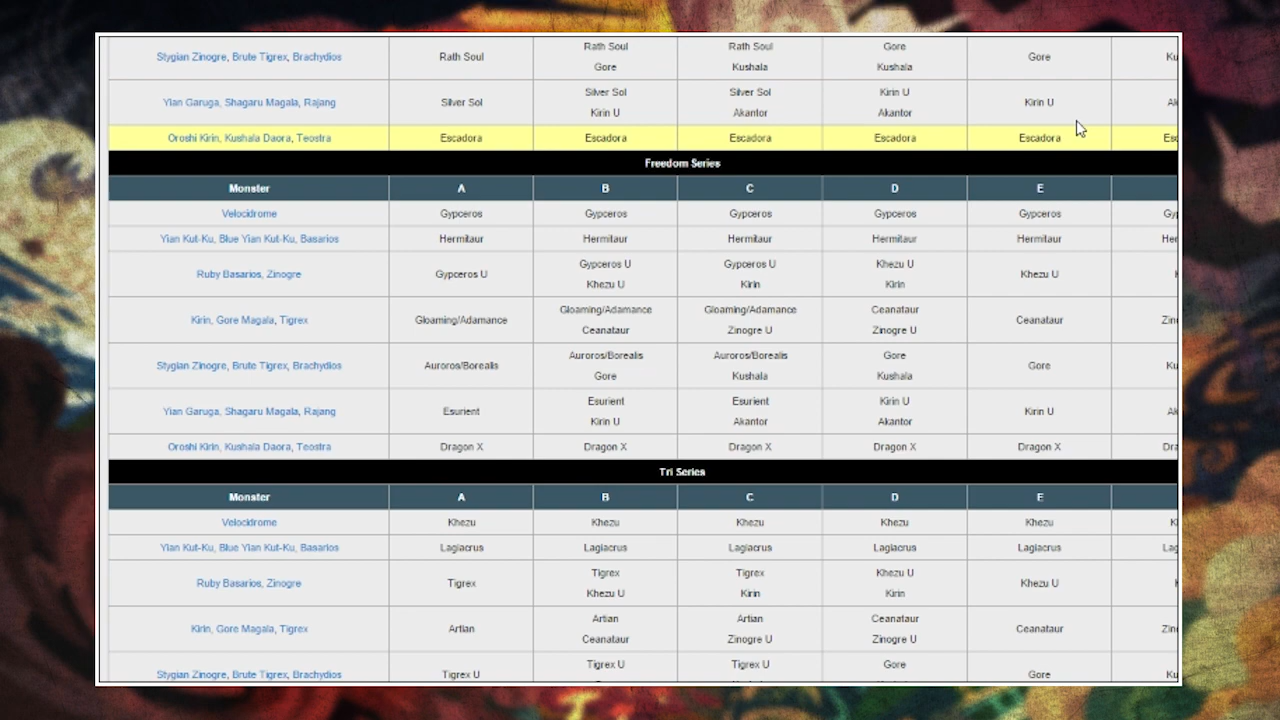 Rath Soul Rath Soul Gore
Stygian Zinogre, Brute Tigrex, Brachydios Rath Soul Gore
Gore Kushala Kushala
Silver Sol Silver Sol Kirin U
Yian Garuga, Shagaru Magala, Rajang Silver Sol Kirin U
Kirin U Akantor Akantor
Oroshi Kirin, Kushala Daora, Teostra Escadora Escadora Escadora Escadora Escadora
Freedom Series
Monster A B C D E
Velocidrome Gypceros Gypceros Gypceros Gypceros Gypceros
Yian Kut-Ku, Blue Yian Kut-Ku, Basarios Hermitaur Hermitaur Hermitaur Hermitaur Hermitaur
Gypceros U Gypceros U Khezu U
Ruby Basarios, Zinogre Gypceros U Khezu U
Khezu U Kirin Kirin
Gloaming/Adamance Gloaming/Adamance Ceanataur
Kirin, Gore Magala, Tigrex Gloaming/Adamance Ceanataur
Ceanataur Zinogre U Zinogre U
Auroros/Borealis Auroros/Borealis Gore
Stygian Zinogre, Brute Tigrex, Brachydios Auroros/Borealis Gore
Gore Kushala Kushala
Esurient Esurient Kirin U
Yian Garuga, Shagaru Magala, Rajang Esurient Kirin U
Kirin U Akantor Akantor
Oroshi Kirin, Kushala Daora, Teostra Dragon X Dragon X Dragon X Dragon X Dragon X
Tri Series
Monster A B C D E
Velocidrome Khezu Khezu Khezu Khezu Khezu
Yian Kut-Ku, Blue Yian Kut-Ku, Basarios Lagiacrus Lagiacrus Lagiacrus Lagiacrus Lagiacrus
Tigrex Tigrex Khezu U
Ruby Basarios, Zinogre Tigrex Khezu U
Khezu U Kirin Kirin
Artian Artian Ceanataur
Kirin, Gore Magala, Tigrex Artian Ceanataur
Ceanataur Zinogre U Zinogre U
Tigrex U Tigrex U Gore
Stygian Zinogre, Brute Tigrex, Brachydios Tigrex U Gore